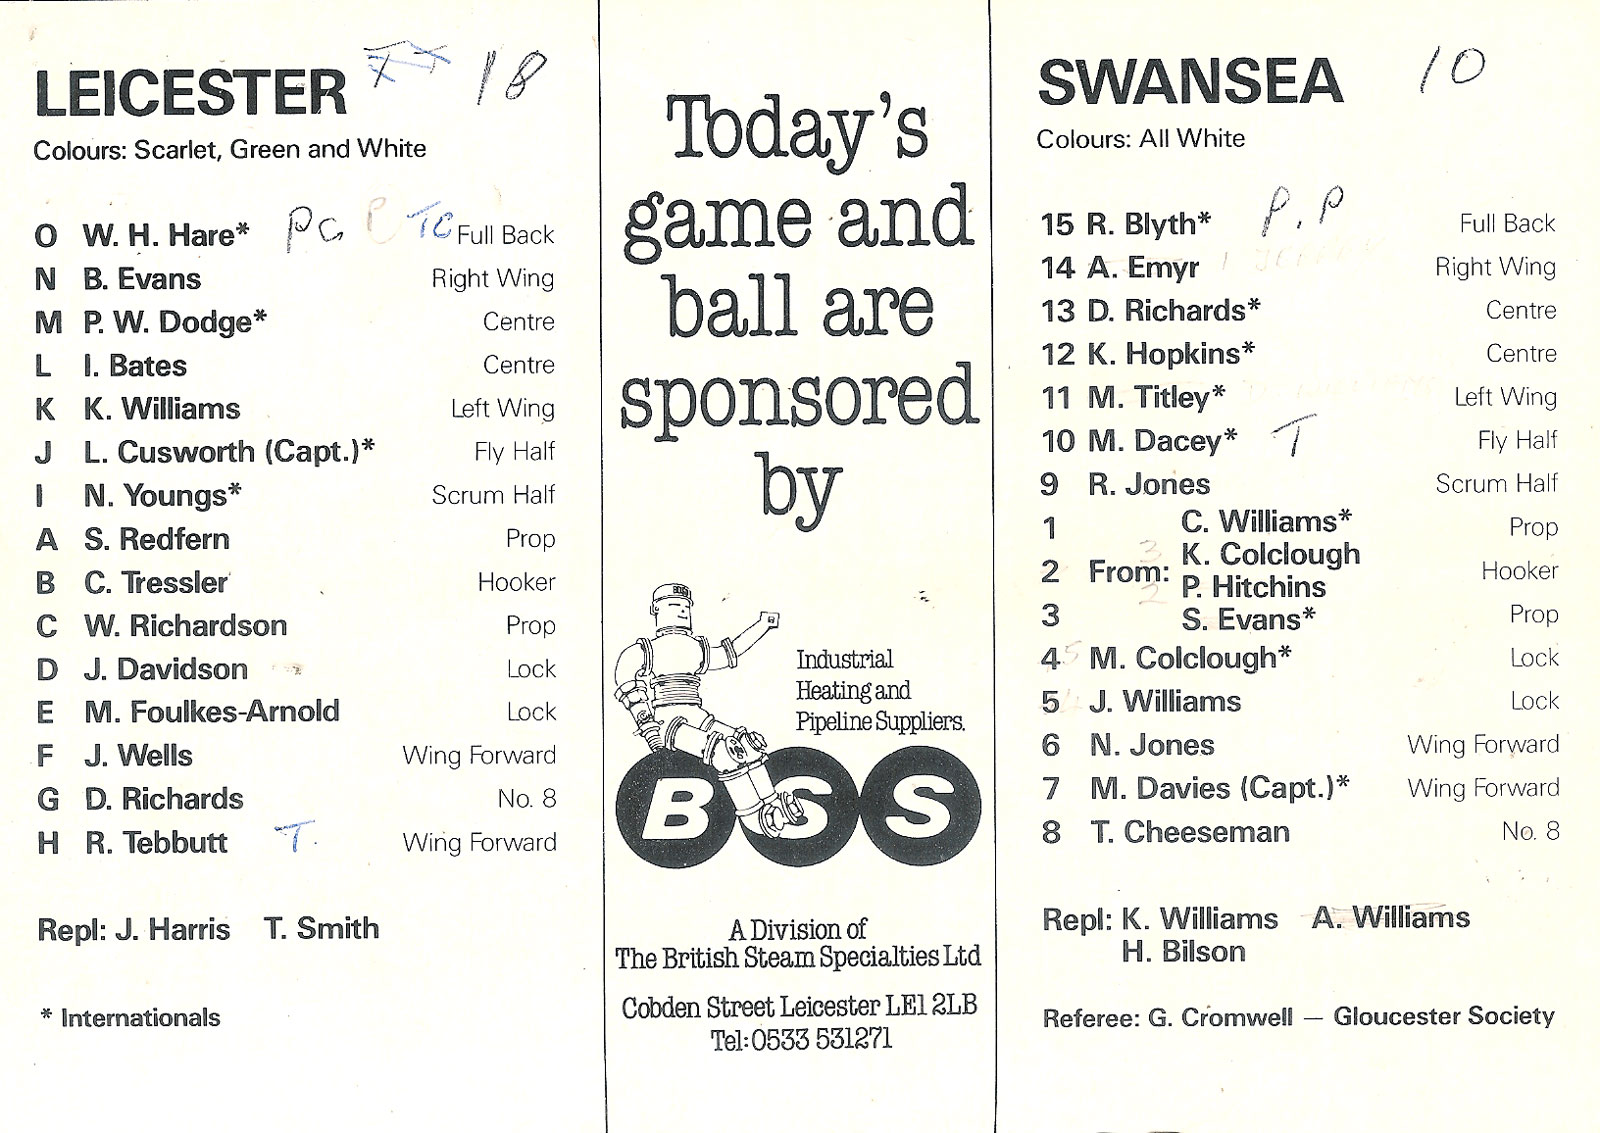 LEICESTER 18
Colours: Scarlet, Green and White
O W. H. Hare* PG P TC Full Back
N B. Evans Right Wing
M P. W. Dodge* Centre
L I. Bates Centre
K K. Williams Left Wing
J L. Cusworth (Capt.)* Fly Half
I N. Youngs* Scrum Half
A S. Redfern Prop
B C. Tressler Hooker
C W. Richardson Prop
D J. Davidson Lock
E M. Foulkes-Arnold Lock
F J. Wells Wing Forward
G D. Richards No. 8
H R. Tebbutt T. Wing Forward
Repl: J. Harris T. Smith
* Internationals
Today's
game and
ball are
sponsored
by
Industrial
Heating and
Pipeline Suppliers.
BSS
A Division of
The British Steam Specialties Ltd
Cobden Street Leicester LE1 2LB
Tel: 0533 531271
SWANSEA 10
Colours: All White
15 R. Blyth* P.P Full Back
14 A. Emyr Right Wing
13 D. Richards* Centre
12 K. Hopkins* Centre
11 M. Titley* Left Wing
10 M. Dacey* T Fly Half
9 R. Jones Scrum Half
1 C. Williams* Prop
3 K. Colclough
2 From: Hooker
2 P. Hitchins
3 S. Evans* Prop
4 5 M. Colclough* Lock
5 J. Williams Lock
6 N. Jones Wing Forward
7 M. Davies (Capt.)* Wing Forward
8 T. Cheeseman No. 8
Repl: K. Williams A. Williams
H. Bilson
Referee: G. Cromwell — Gloucester Society